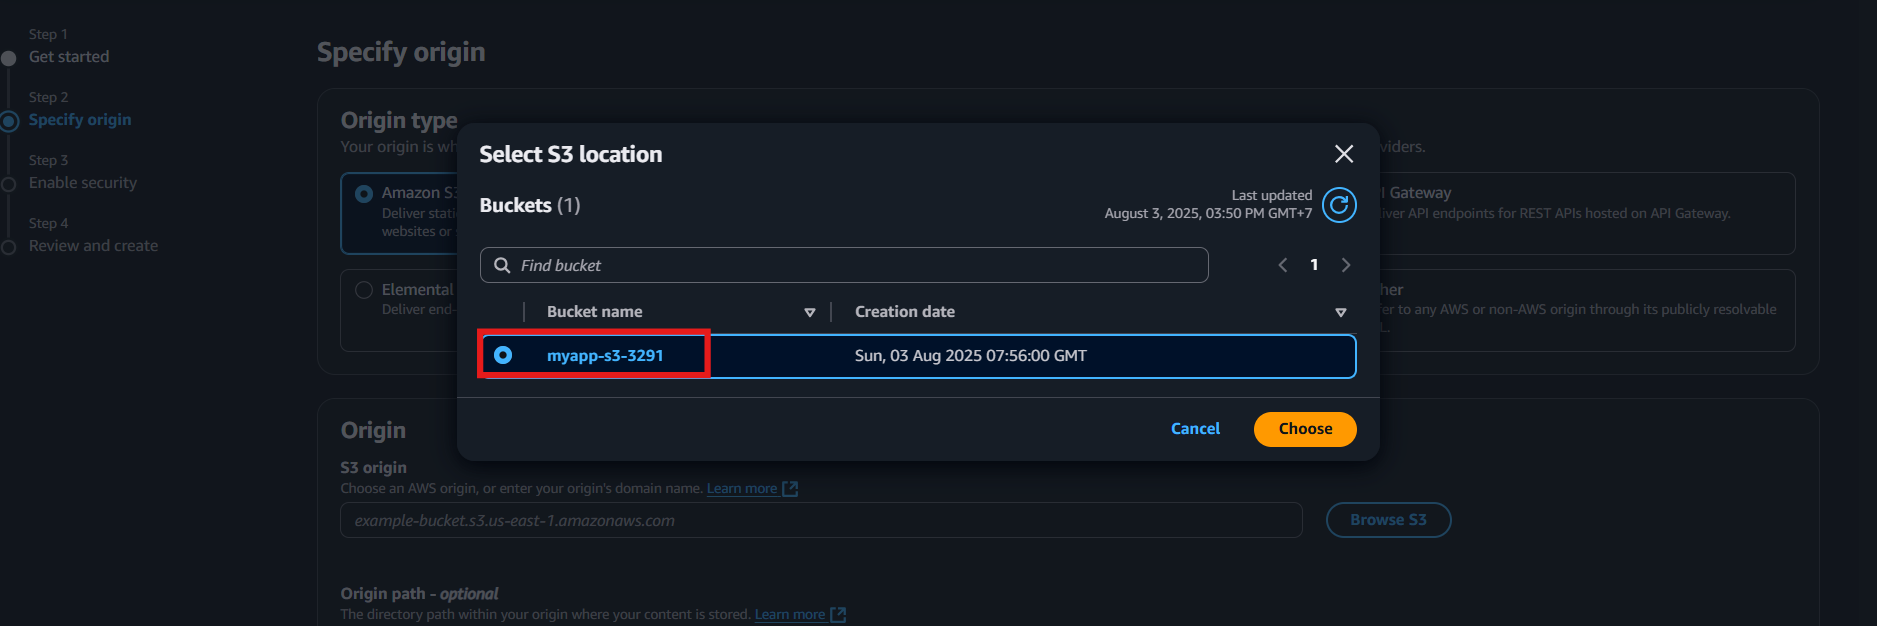 Step 1
Get started
Step 2
Specify origin
Step 3
Enable security
Step 4
Review and create
Specify origin
Origin type
Your origin is wh
viders.
Amazon S3
Deliver stati
websites or
I Gateway
iver API endpoints for REST APIs hosted on API Gateway.
Elemental
Deliver end-
her
er to any AWS or non-AWS origin through its publicly resolvable
Select S3 location
Buckets (1)
Last updated
August 3, 2025, 03:50 PM GMT+7
Find bucket
1
Bucket name
Creation date
myapp-s3-3291
Sun, 03 Aug 2025 07:56:00 GMT
Cancel
Choose
Origin
S3 origin
Choose an AWS origin, or enter your origin's domain name. Learn more
example-bucket.s3.us-east-1.amazonaws.com
Browse S3
Origin path - optional
The directory path within your origin where your content is stored. Learn more